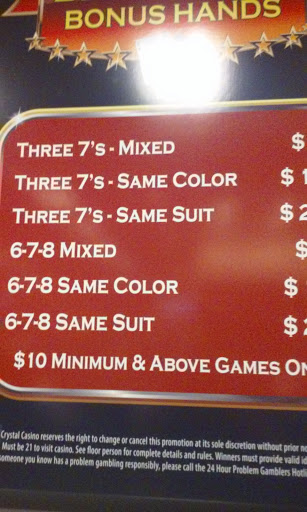 BONUS HANDS
THREE 7'S - MIXED $
THREE 7'S - SAME COLOR $ 1
THREE 7'S - SAME SUIT $ 2
6-7-8 MIXED $
6-7-8 SAME COLOR $
6-7-8 SAME SUIT $ 2
$10 MINIMUM & ABOVE GAMES ON
Crystal Casino reserves the right to change or cancel this promotion at its sole discretion without prior no
Must be 21 to visit casino. See floor person for complete details and rules. Winners must provide valid id
someone you know has a problem gambling responsibly, please call the 24 Hour Problem Gamblers Hotli